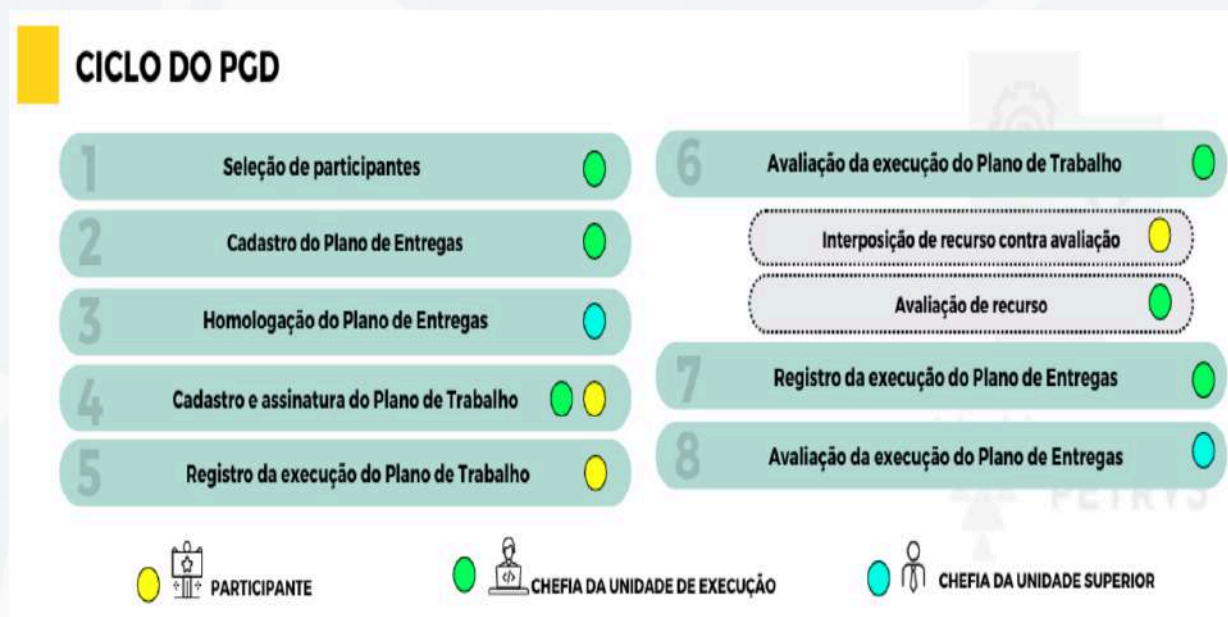 CICLO DO PGD
1 Seleção de participantes
2 Cadastro do Plano de Entregas
3 Homologação do Plano de Entregas
4 Cadastro e assinatura do Plano de Trabalho
5 Registro da execução do Plano de Trabalho
6 Avaliação da execução do Plano de Trabalho
Interposição de recurso contra avaliação
Avaliação de recurso
7 Registro da execução do Plano de Entregas
8 Avaliação da execução do Plano de Entregas
PETRVS
PARTICIPANTE
</> CHEFIA DA UNIDADE DE EXECUÇÃO
CHEFIA DA UNIDADE SUPERIOR